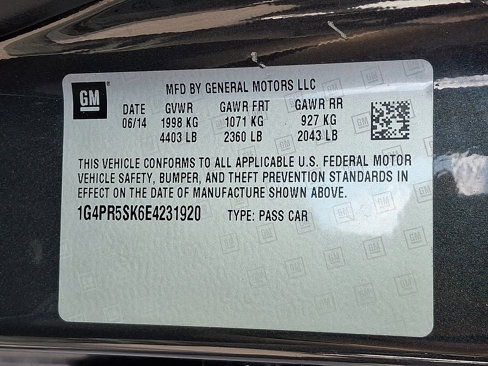 GM
MFD BY GENERAL MOTORS LLC
DATE GVWR GAWR FRT GAWR RR
06/14 1998 KG 1071 KG 927 KG
4403 LB 2360 LB 2043 LB
THIS VEHICLE CONFORMS TO ALL APPLICABLE U.S. FEDERAL MOTOR
VEHICLE SAFETY, BUMPER, AND THEFT PREVENTION STANDARDS IN
EFFECT ON THE DATE OF MANUFACTURE SHOWN ABOVE.
1G4PR5SK6E4231920 TYPE: PASS CAR